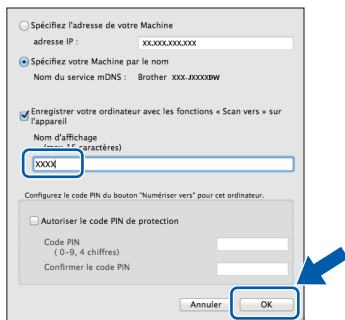 Spécifiez l'adresse de votre Machine
adresse IP : XX.XXX.XXX.XXX
Spécifiez votre Machine par le nom
Nom du service mDNS : Brother XXX-JXXXXDW
Enregistrer votre ordinateur avec les fonctions « Scan vers » sur
l'appareil
Nom d'affichage
(max 15 caractères)
XXXX
Configurez le code PIN du bouton "Numériser vers" pour cet ordinateur.
Autoriser le code PIN de protection
Code PIN
( 0–9, 4 chiffres)
Confirmer le code PIN
Annuler OK